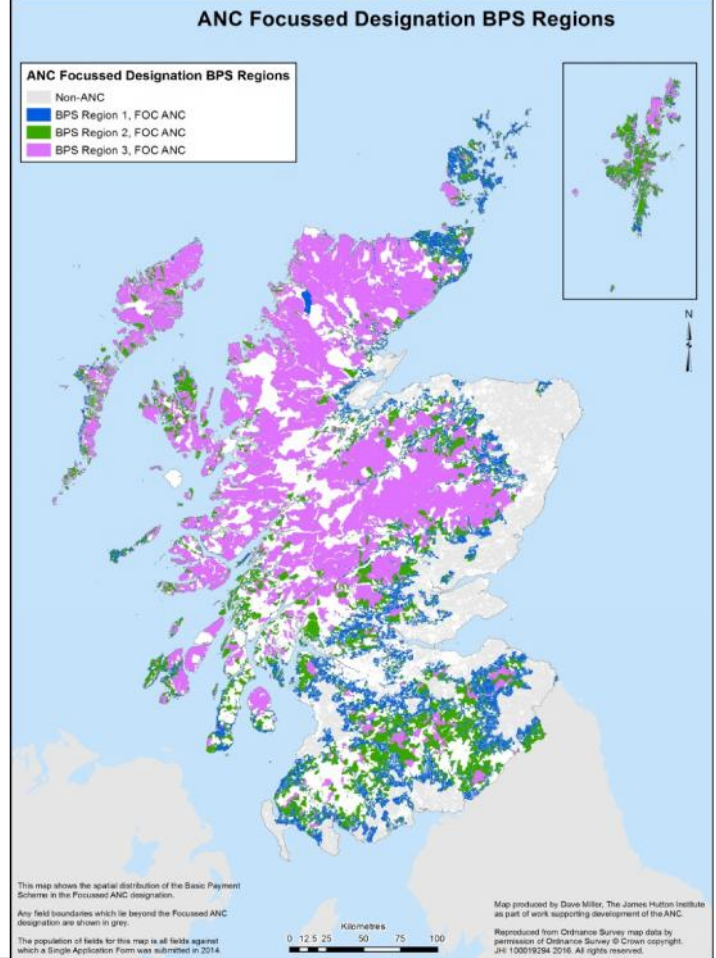 ANC Focussed Designation BPS Regions
ANC Focussed Designation BPS Regions
Non-ANC
BPS Region 1, FOC ANC
BPS Region 2, FOC ANC
BPS Region 3, FOC ANC
N
This map shows the spatial distribution of the Basic Payment
Scheme in the Focussed ANC designation.
Any field boundaries which lie beyond the Focussed ANC
designation are shown in grey.
The population of fields for this map is all fields against
which a Single Application Form was submitted in 2014.
Kilometres
0 12.5 25 50 75 100
Map produced by Dave Miller, The James Hutton Institute
as part of work supporting development of the ANC.
Reproduced from Ordnance Survey map data by
permission of Ordnance Survey © Crown copyright.
JHI 100019294 2016. All rights reserved.